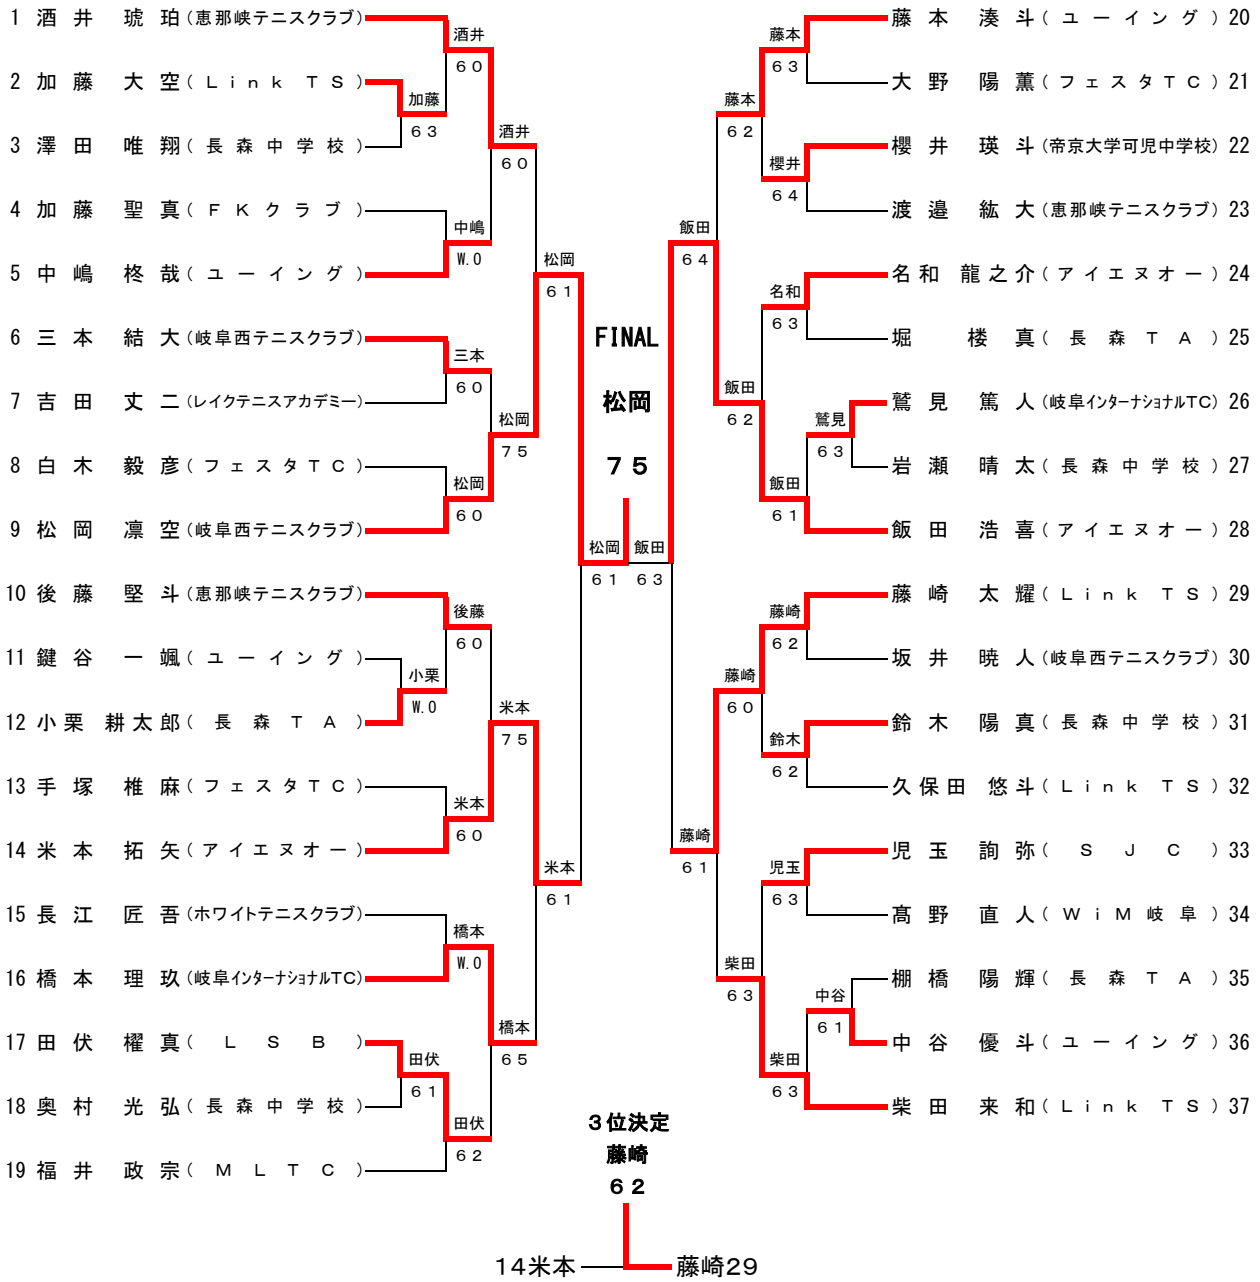 1 酒井 琥珀(恵那峡テニスクラブ)
2 加藤 大空(Link TS)
3 澤田 唯翔(長森中学校)
4 加藤 聖真(FKクラブ)
5 中嶋 柊哉(ユーイング)
6 三本 結大(岐阜西テニスクラブ)
7 吉田 丈二(レイクテニスアカデミー)
8 白木 毅彦(フェスタTC)
9 松岡 凛空(岐阜西テニスクラブ)
10 後藤 堅斗(恵那峡テニスクラブ)
11 鍵谷 一颯(ユーイング)
12 小栗 耕太郎(長森TA)
13 手塚 椎麻(フェスタTC)
14 米本 拓矢(アイエヌオー)
15 長江 匠吾(ホワイトテニスクラブ)
16 橋本 理玖(岐阜インターナショナルTC)
17 田伏 櫂真(LSB)
18 奥村 光弘(長森中学校)
19 福井 政宗(MLTC)
加藤
63
小栗
W.0
田伏
61
酒井
60
中嶋
W.0
三本
60
松岡
60
後藤
60
米本
60
橋本
W.0
田伏
62
酒井
60
松岡
75
米本
75
橋本
65
松岡
61
米本
61
松岡
61
FINAL
松岡
75
飯田
63
飯田
64
藤崎
61
藤本
62
飯田
62
藤崎
60
柴田
63
藤本
63
櫻井
64
名和
63
飯田
61
藤崎
62
鈴木
62
児玉
63
柴田
63
鷲見
63
中谷
61
藤本 湊斗(ユーイング) 20
大野 陽薫(フェスタTC) 21
櫻井 瑛斗(帝京大学可児中学校) 22
渡邉 紘大(恵那峡テニスクラブ) 23
名和 龍之介(アイエヌオー) 24
堀 楼真(長森TA) 25
鷲見 篤人(岐阜インターナショナルTC) 26
岩瀬 晴太(長森中学校) 27
飯田 浩喜(アイエヌオー) 28
藤崎 太耀(Link TS) 29
坂井 暁人(岐阜西テニスクラブ) 30
鈴木 陽真(長森中学校) 31
久保田 悠斗(Link TS) 32
児玉 詢弥(SJC) 33
髙野 直人(WiM岐阜) 34
棚橋 陽輝(長森TA) 35
中谷 優斗(ユーイング) 36
柴田 来和(Link TS) 37
3位決定
藤崎
62
14米本 藤崎29